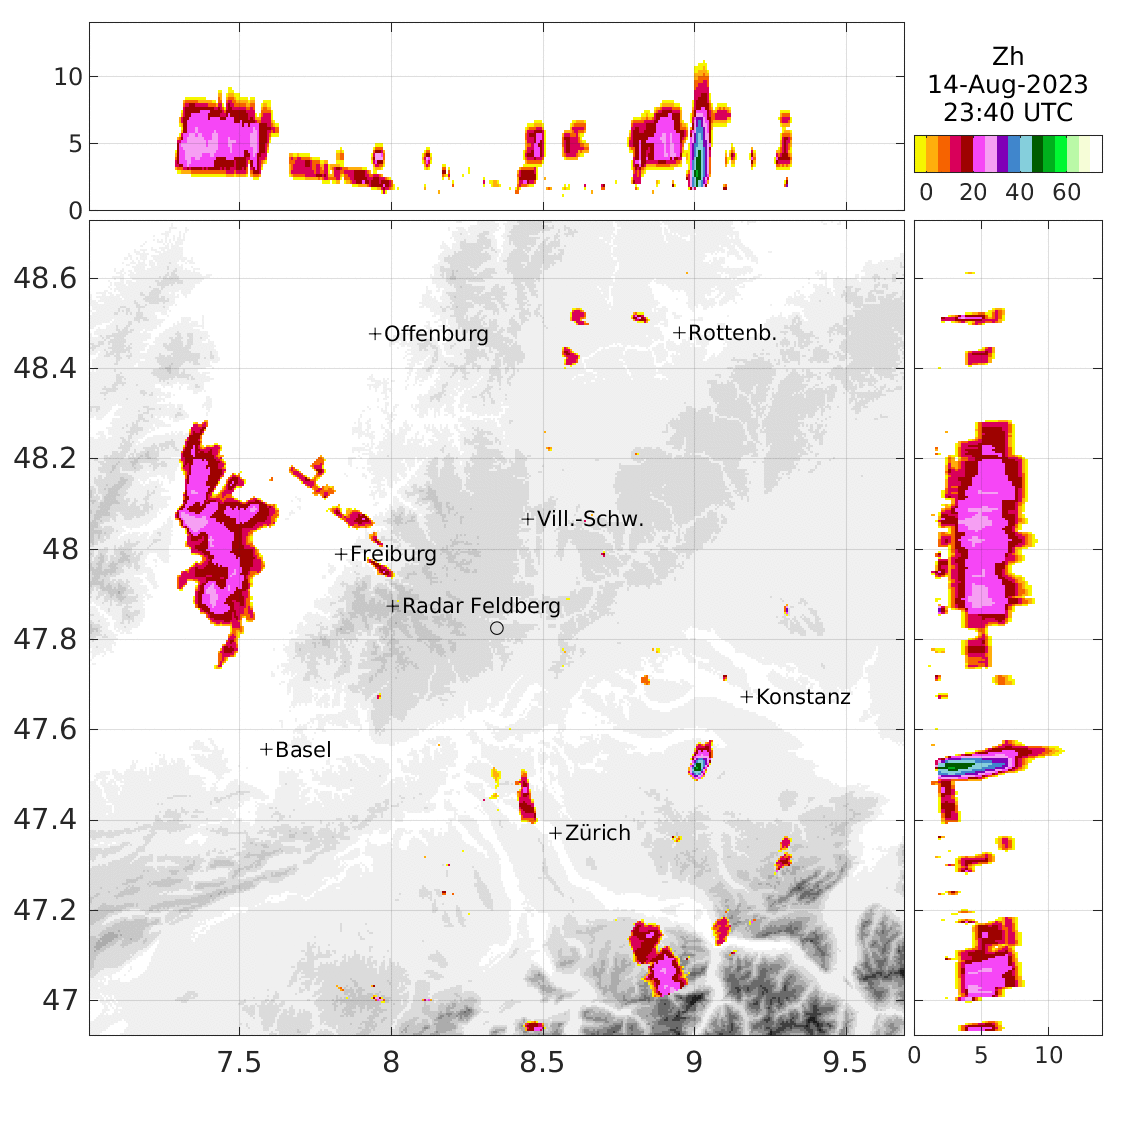 Zh
14-Aug-2023
23:40 UTC
0 20 40 60
10
5
0
48.6
48.4
48.2
48
47.8
47.6
47.4
47.2
47
+Offenburg
+Rottenb.
+Vill.-Schw.
+Freiburg
+Radar Feldberg
+Konstanz
+Basel
+Zürich
7.5 8 8.5 9 9.5
0 5 10